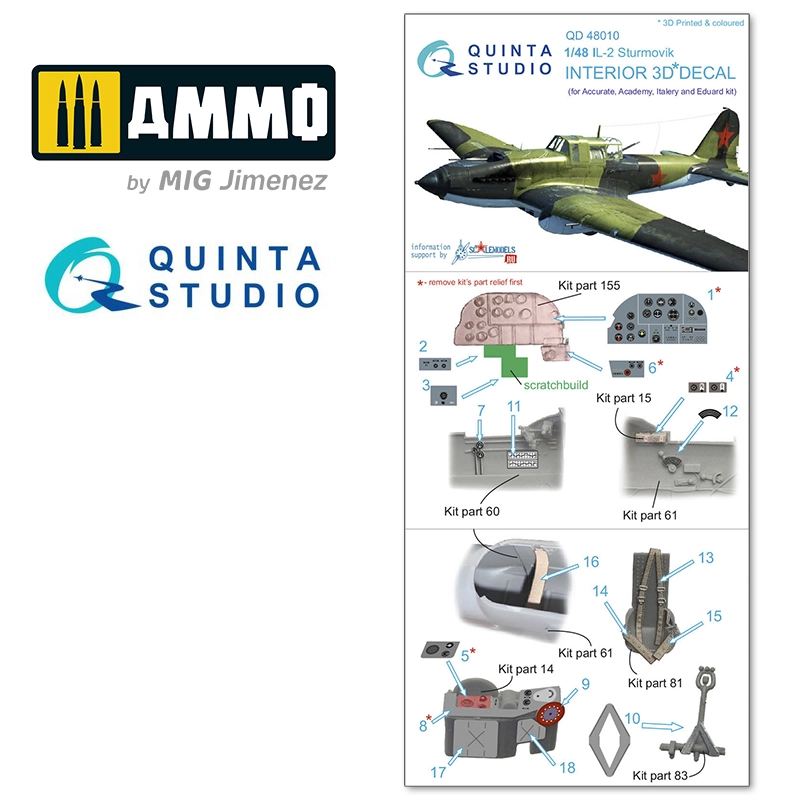 AMMO
by MIG Jimenez
QUINTA
STUDIO
* 3D Printed & coloured
QUINTA
STUDIO
QD 48010
1/48 IL-2 Sturmovik
INTERIOR 3D*DECAL
(for Accurate, Academy, Italery and Eduard kit)
information
support by
SCALEMODELS
RU
*- remove kit's part relief first
Kit part 155
1*
2
3
6*
scratchbuild
4*
Kit part 15
12
7
11
Kit part 60
Kit part 61
16
13
14
15
5*
Kit part 61
Kit part 14
Kit part 81
9
8*
10
17
18
Kit part 83